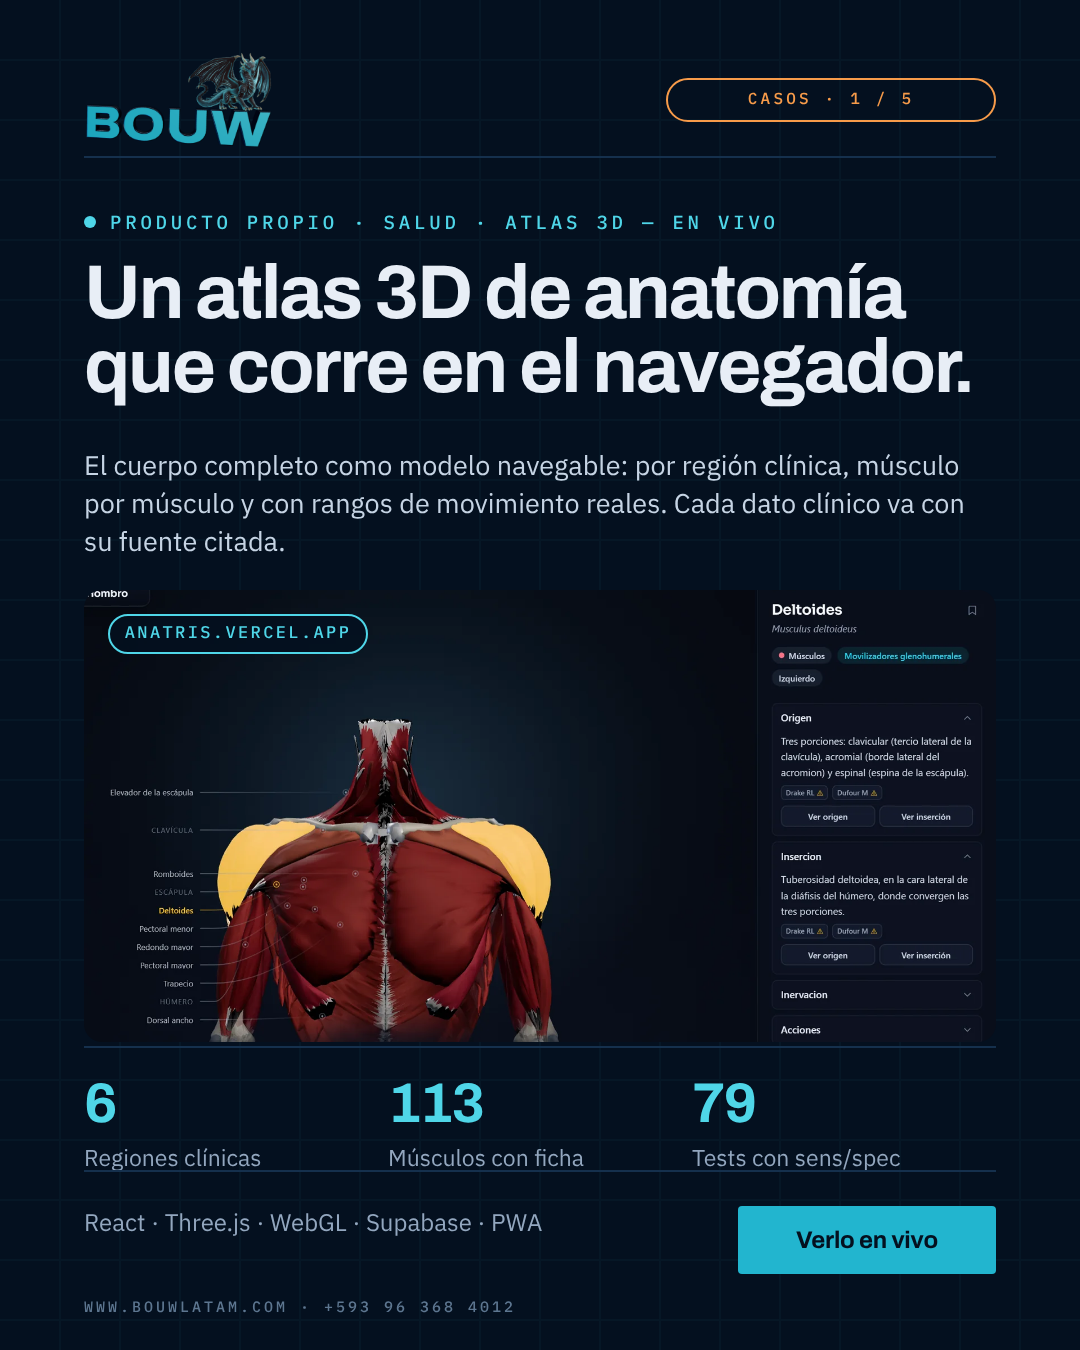 BOUW
CASOS · 1 / 5
PRODUCTO PROPIO · SALUD · ATLAS 3D — EN VIVO
Un atlas 3D de anatomía
que corre en el navegador.
El cuerpo completo como modelo navegable: por región clínica, músculo
por músculo y con rangos de movimiento reales. Cada dato clínico va con
su fuente citada.
ANATRIS.VERCEL.APP
Elevador de la escápula
CLAVÍCULA
Romboides
ESCÁPULA
Deltoides
Pectoral menor
Redondo mayor
Pectoral mayor
Trapecio
HÚMERO
Dorsal ancho
Deltoides
Musculus deltoideus
Músculos
Movilizadores glenohumerales
Izquierdo
Origen
Tres porciones: clavicular (tercio lateral de la
clavícula), acromial (borde lateral del
acromion) y espinal (espina de la escápula).
Drake RL ⚠ Dufour M ⚠
Ver origen Ver inserción
Insercion
Tuberosidad deltoidea, en la cara lateral de
la diáfisis del húmero, donde convergen las
tres porciones.
Drake RL ⚠ Dufour M ⚠
Ver origen Ver inserción
Inervacion
Acciones
6 113 79
Regiones clínicas Músculos con ficha Tests con sens/spec
React · Three.js · WebGL · Supabase · PWA
Verlo en vivo
WWW.BOUWLATAM.COM · +593 96 368 4012